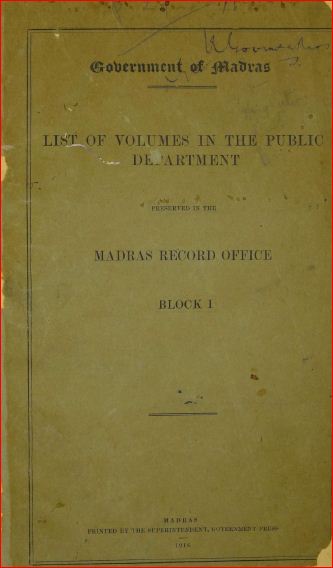 Government of Madras
LIST OF VOLUMES IN THE PUBLIC
DEPARTMENT
PRESERVED IN THE
MADRAS RECORD OFFICE
BLOCK I
MADRAS
PRINTED BY THE SUPERINTENDENT, GOVERNMENT PRESS
1916